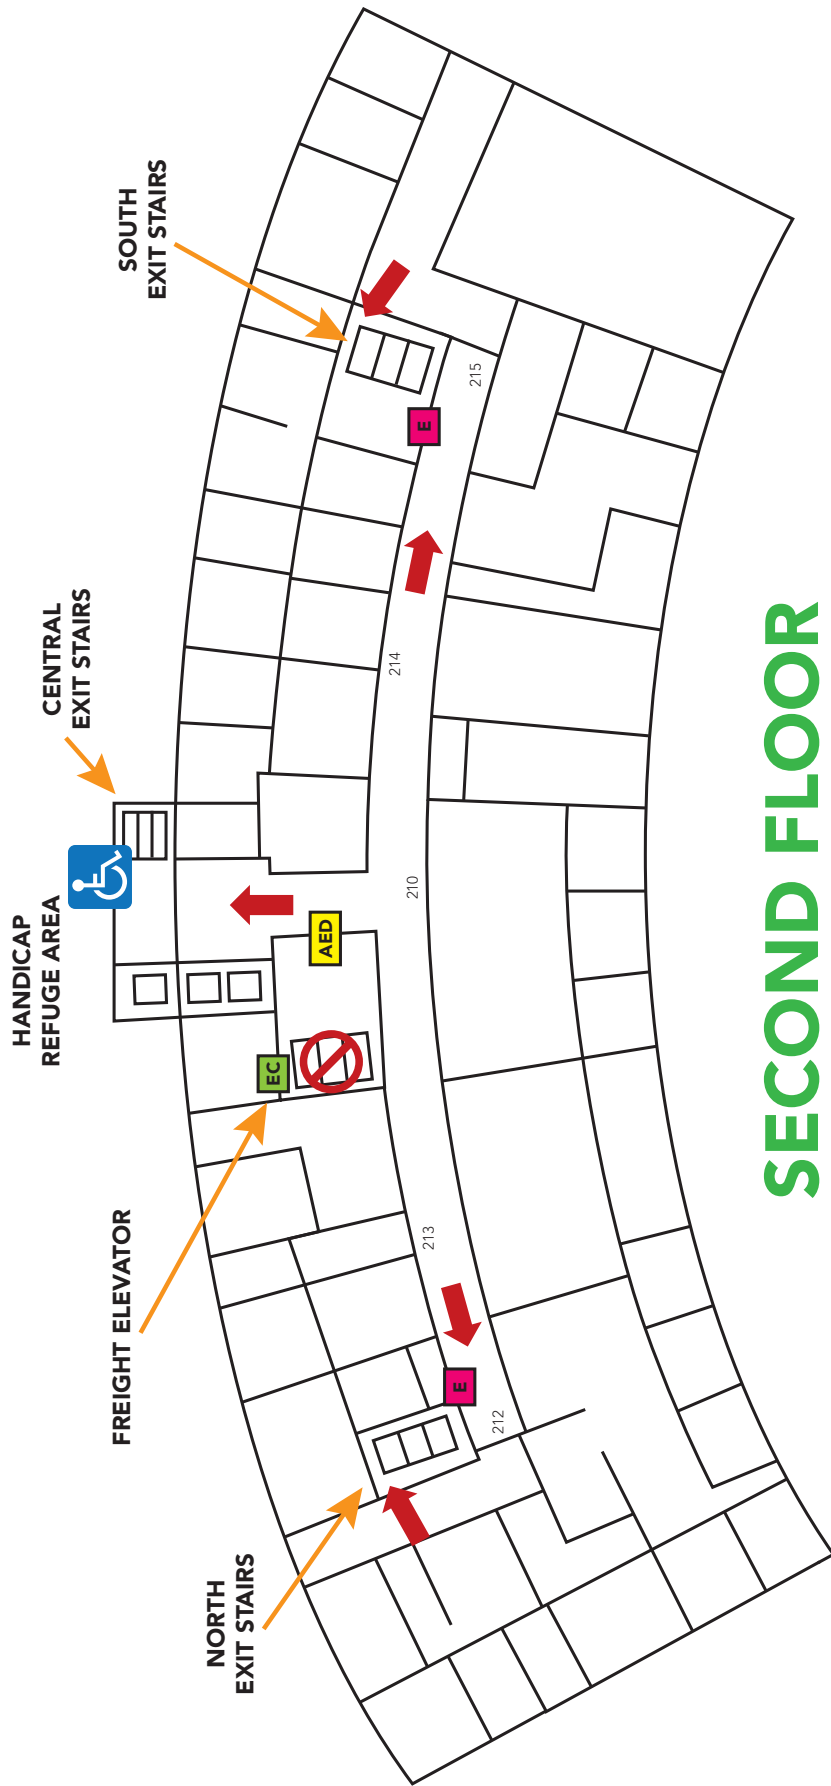 NORTH
EXIT STAIRS
FREIGHT ELEVATOR
HANDICAP
REFUGE AREA
CENTRAL
EXIT STAIRS
SOUTH
EXIT STAIRS
EC
AED
E
E
212
213
210
214
215
SECOND FLOOR